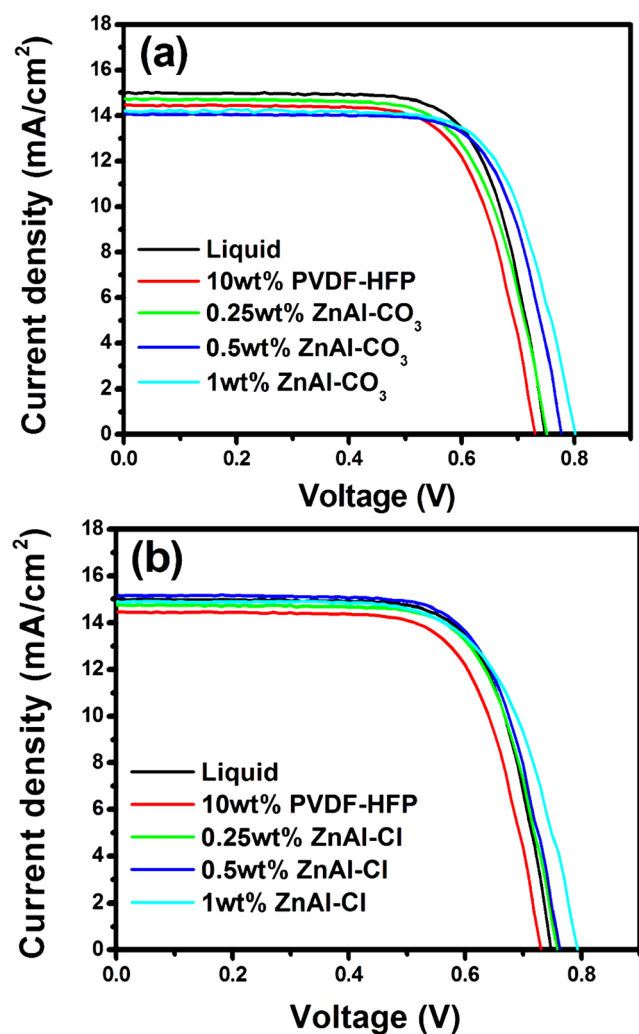 (a)
Current density (mA/cm²)
18
16
14
12
10
8
6
4
2
0
Liquid
10wt% PVDF-HFP
0.25wt% ZnAl-CO₃
0.5wt% ZnAl-CO₃
1wt% ZnAl-CO₃
0.0 0.2 0.4 0.6 0.8
Voltage (V)
(b)
Current density (mA/cm²)
18
16
14
12
10
8
6
4
2
0
Liquid
10wt% PVDF-HFP
0.25wt% ZnAl-Cl
0.5wt% ZnAl-Cl
1wt% ZnAl-Cl
0.0 0.2 0.4 0.6 0.8
Voltage (V)